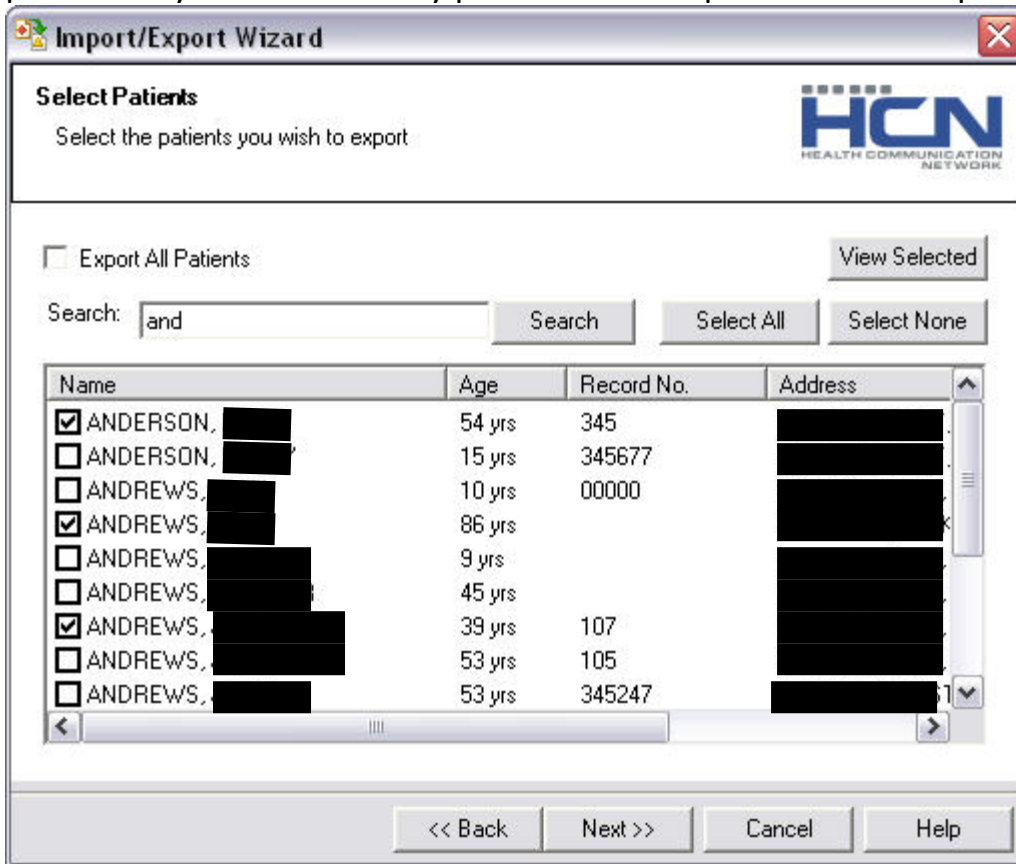 Import/Export Wizard
Select Patients
Select the patients you wish to export
HCN
HEALTH COMMUNICATION
NETWORK
Export All Patients
View Selected
Search: and Search Select All Select None
Name Age Record No. Address
ANDERSON, 54 yrs 345
ANDERSON, 15 yrs 345677
ANDREWS, 10 yrs 00000
ANDREWS, 86 yrs
ANDREWS, 9 yrs
ANDREWS, 45 yrs
ANDREWS, 39 yrs 107
ANDREWS, 53 yrs 105
ANDREWS, 53 yrs 345247
<< Back Next >> Cancel Help